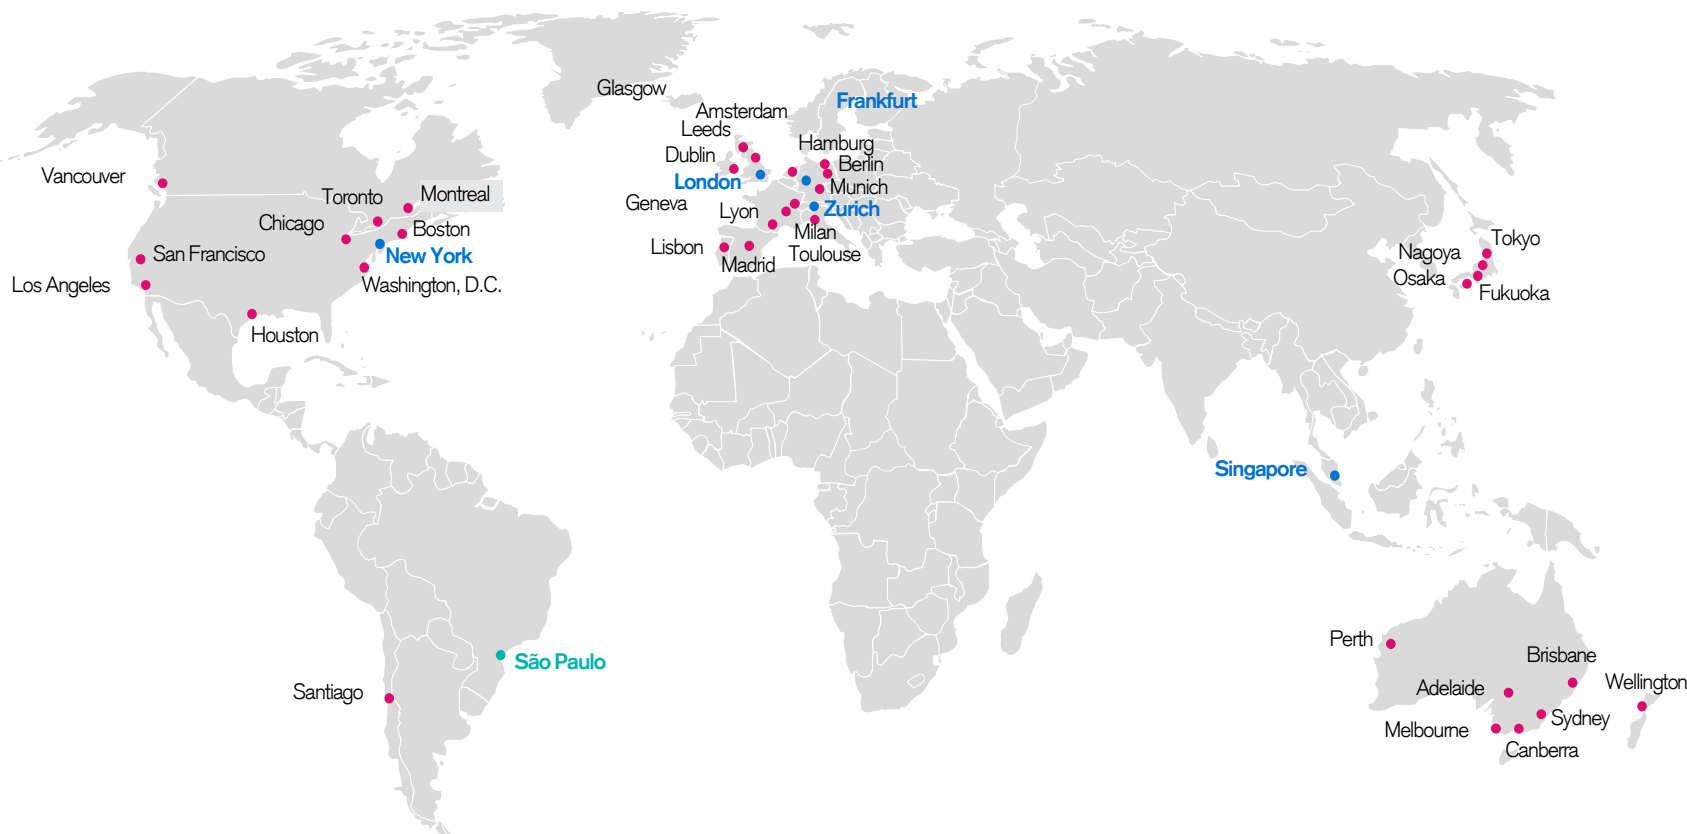 Glasgow
Frankfurt
Amsterdam
Leeds
Hamburg
Dublin
Berlin
London
Munich
Geneva
Lyon
Zurich
Milan
Lisbon
Toulouse
Madrid
Vancouver
Toronto
Montreal
Chicago
Boston
San Francisco
New York
Los Angeles
Washington, D.C.
Houston
Tokyo
Nagoya
Osaka
Fukuoka
Singapore
São Paulo
Santiago
Perth
Brisbane
Adelaide
Wellington
Melbourne
Sydney
Canberra